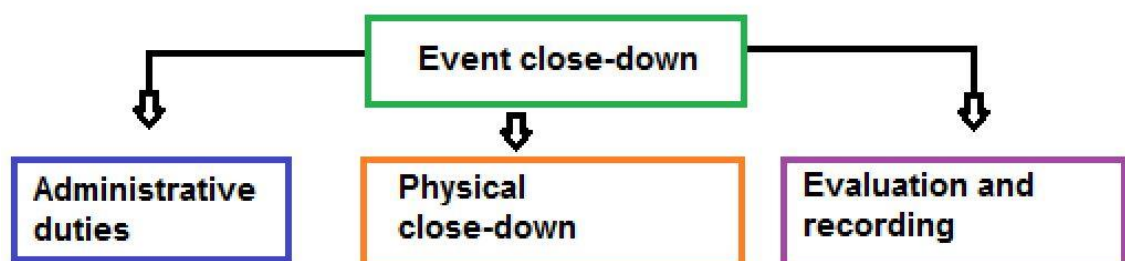 Event close-down
Administrative
duties
Physical
close-down
Evaluation and
recording